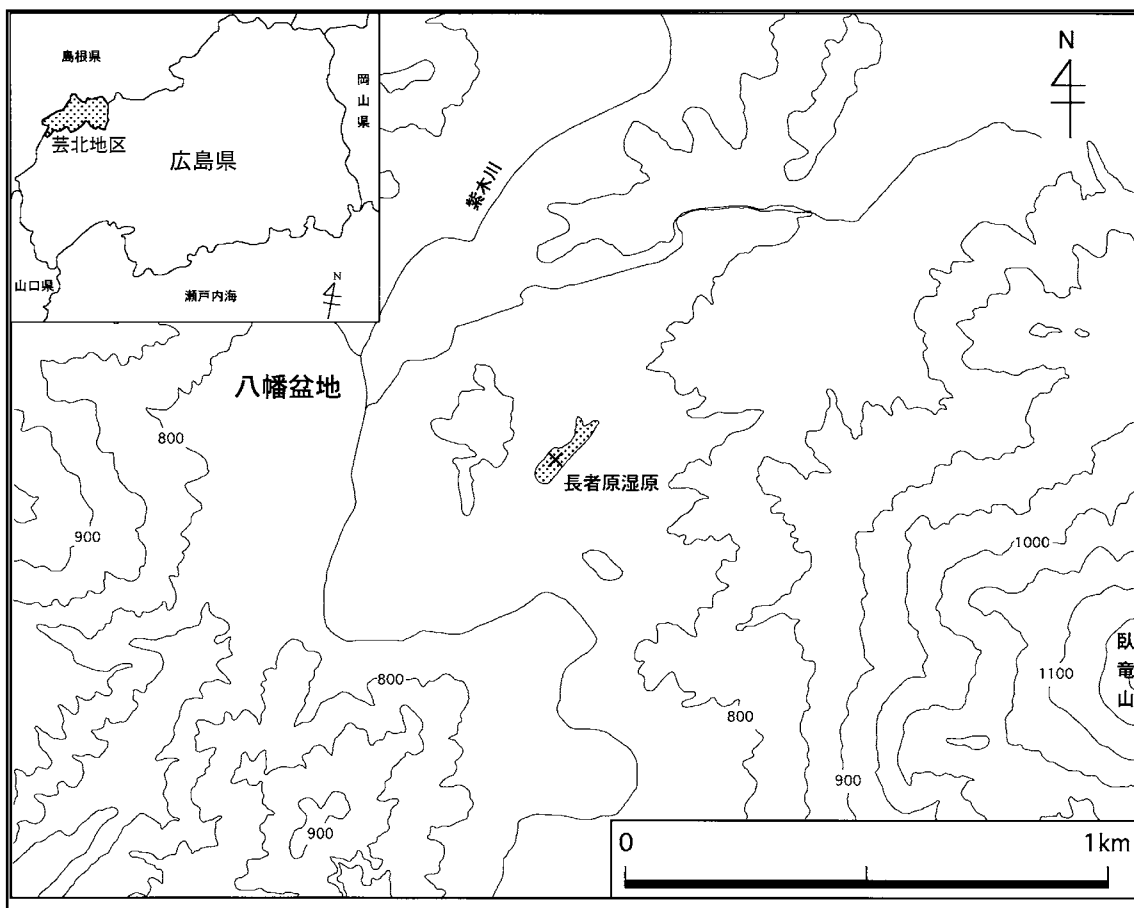 島根県
岡山県
芸北地区
広島県
山口県
瀬戸内海
N
N
紫木川
八幡盆地
800
長者原湿原
900
1000
臥竜山
1100
800
800
900
900
0 1km